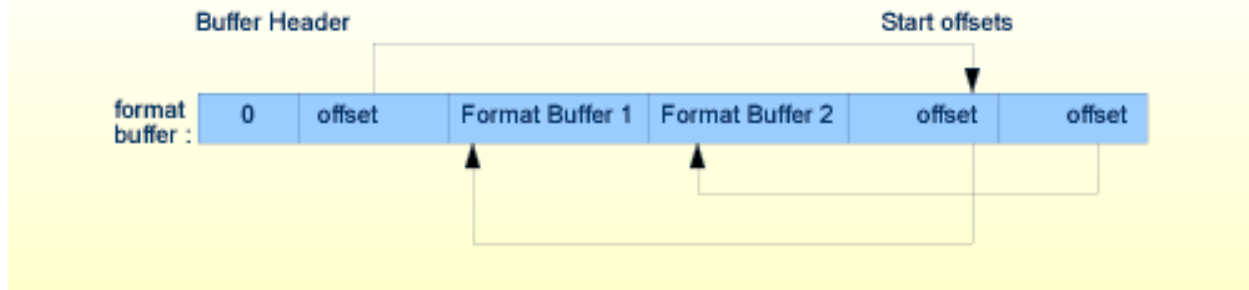 Buffer Header Start offsets
format buffer : 0 offset Format Buffer 1 Format Buffer 2 offset offset